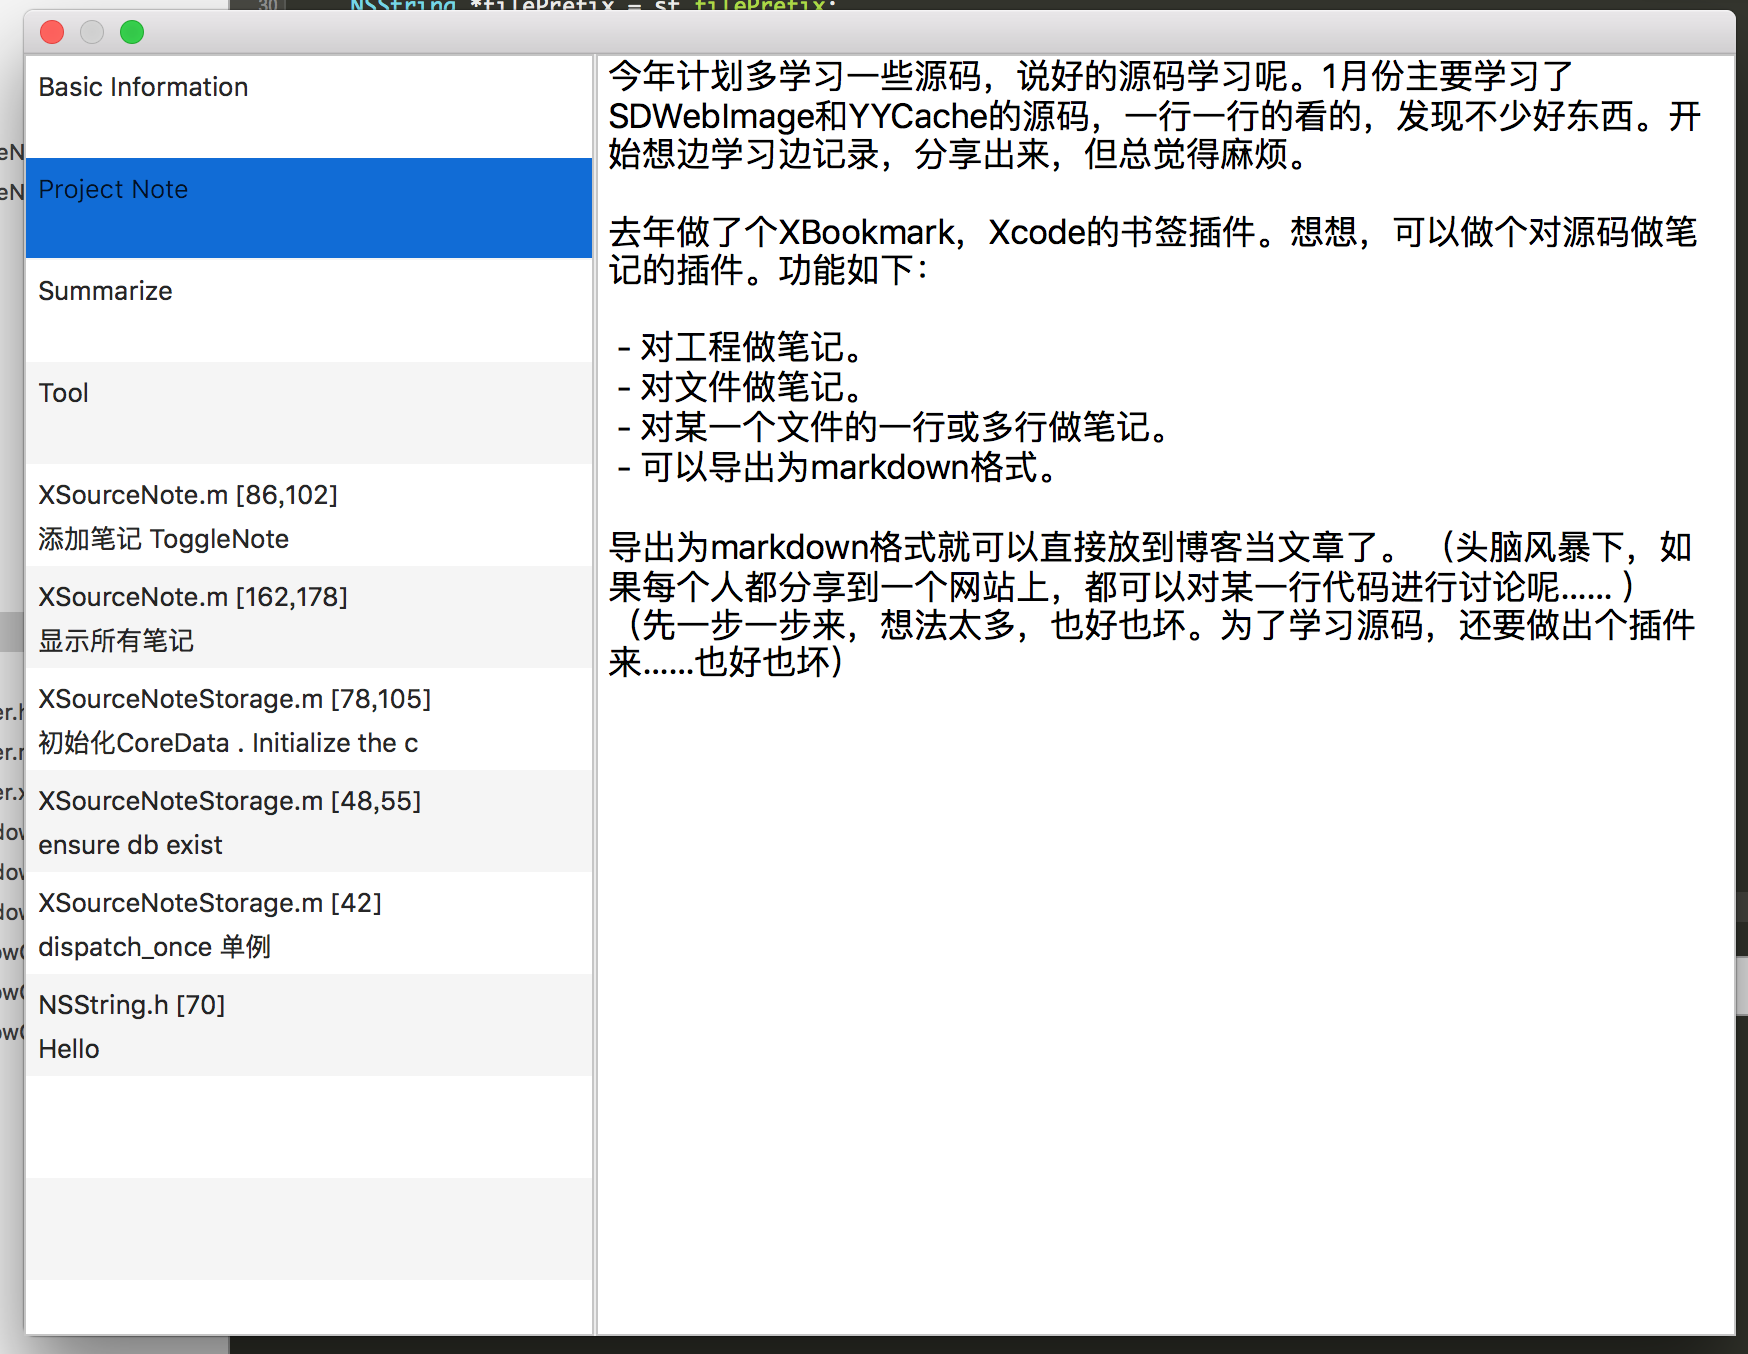 30 NSString *filePrefix = st.filePrefix;
Basic Information
Project Note
Summarize
Tool
XSourceNote.m [86,102]
添加笔记 ToggleNote
XSourceNote.m [162,178]
显示所有笔记
XSourceNoteStorage.m [78,105]
初始化CoreData . Initialize the c
XSourceNoteStorage.m [48,55]
ensure db exist
XSourceNoteStorage.m [42]
dispatch_once 单例
NSString.h [70]
Hello
今年计划多学习一些源码，说好的源码学习呢。1月份主要学习了
SDWebImage和YYCache的源码，一行一行的看的，发现不少好东西。开
始想边学习边记录，分享出来，但总觉得麻烦。
去年做了个XBookmark，Xcode的书签插件。想想，可以做个对源码做笔
记的插件。功能如下：
- 对工程做笔记。
- 对文件做笔记。
- 对某一个文件的一行或多行做笔记。
- 可以导出为markdown格式。
导出为markdown格式就可以直接放到博客当文章了。（头脑风暴下，如
果每个人都分享到一个网站上，都可以对某一行代码进行讨论呢...... ）
（先一步一步来，想法太多，也好也坏。为了学习源码，还要做出个插件
来......也好也坏）